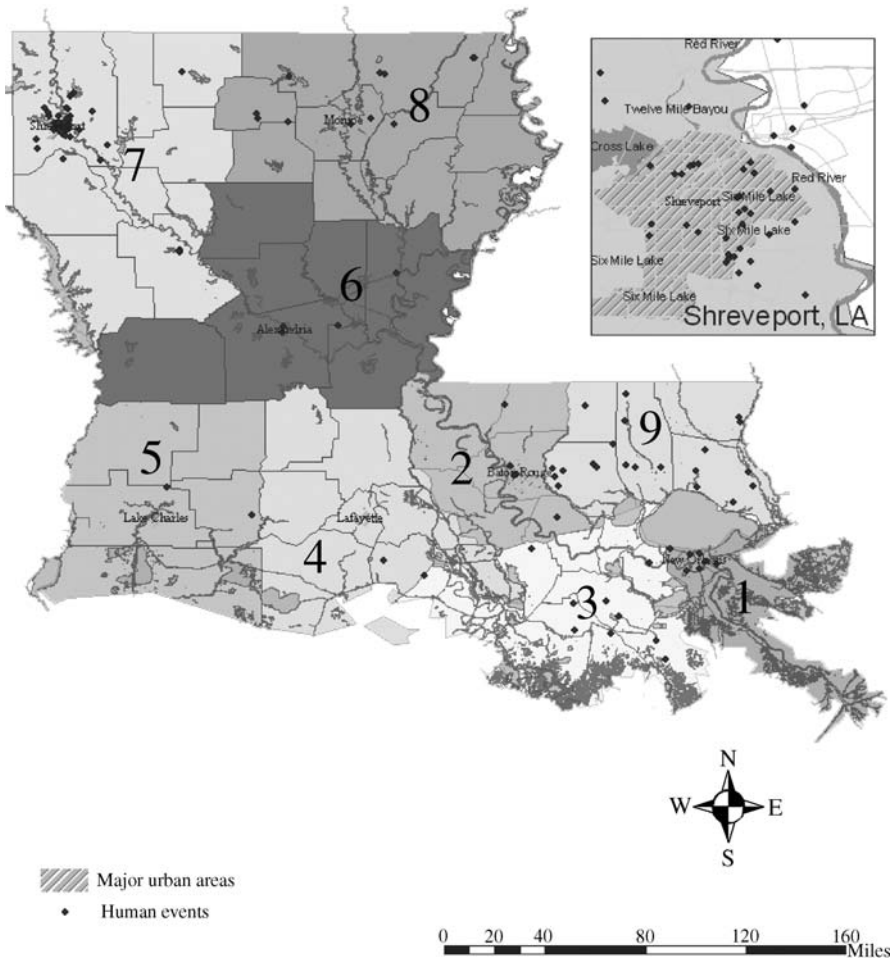 8
Monroe
7
6
Alexandria
5
Lake Charles
4
Lafayette
2
Baton Rouge
9
3
1
Red River
Twelve Mile Bayou
Cross Lake
Red River
Six Mile Lake
Shreveport
Six Mile Lake
Six Mile Lake
Six Mile Lake
Shreveport, LA
N
W
E
S
Major urban areas
Human events
0 20 40 80 120 160
Miles